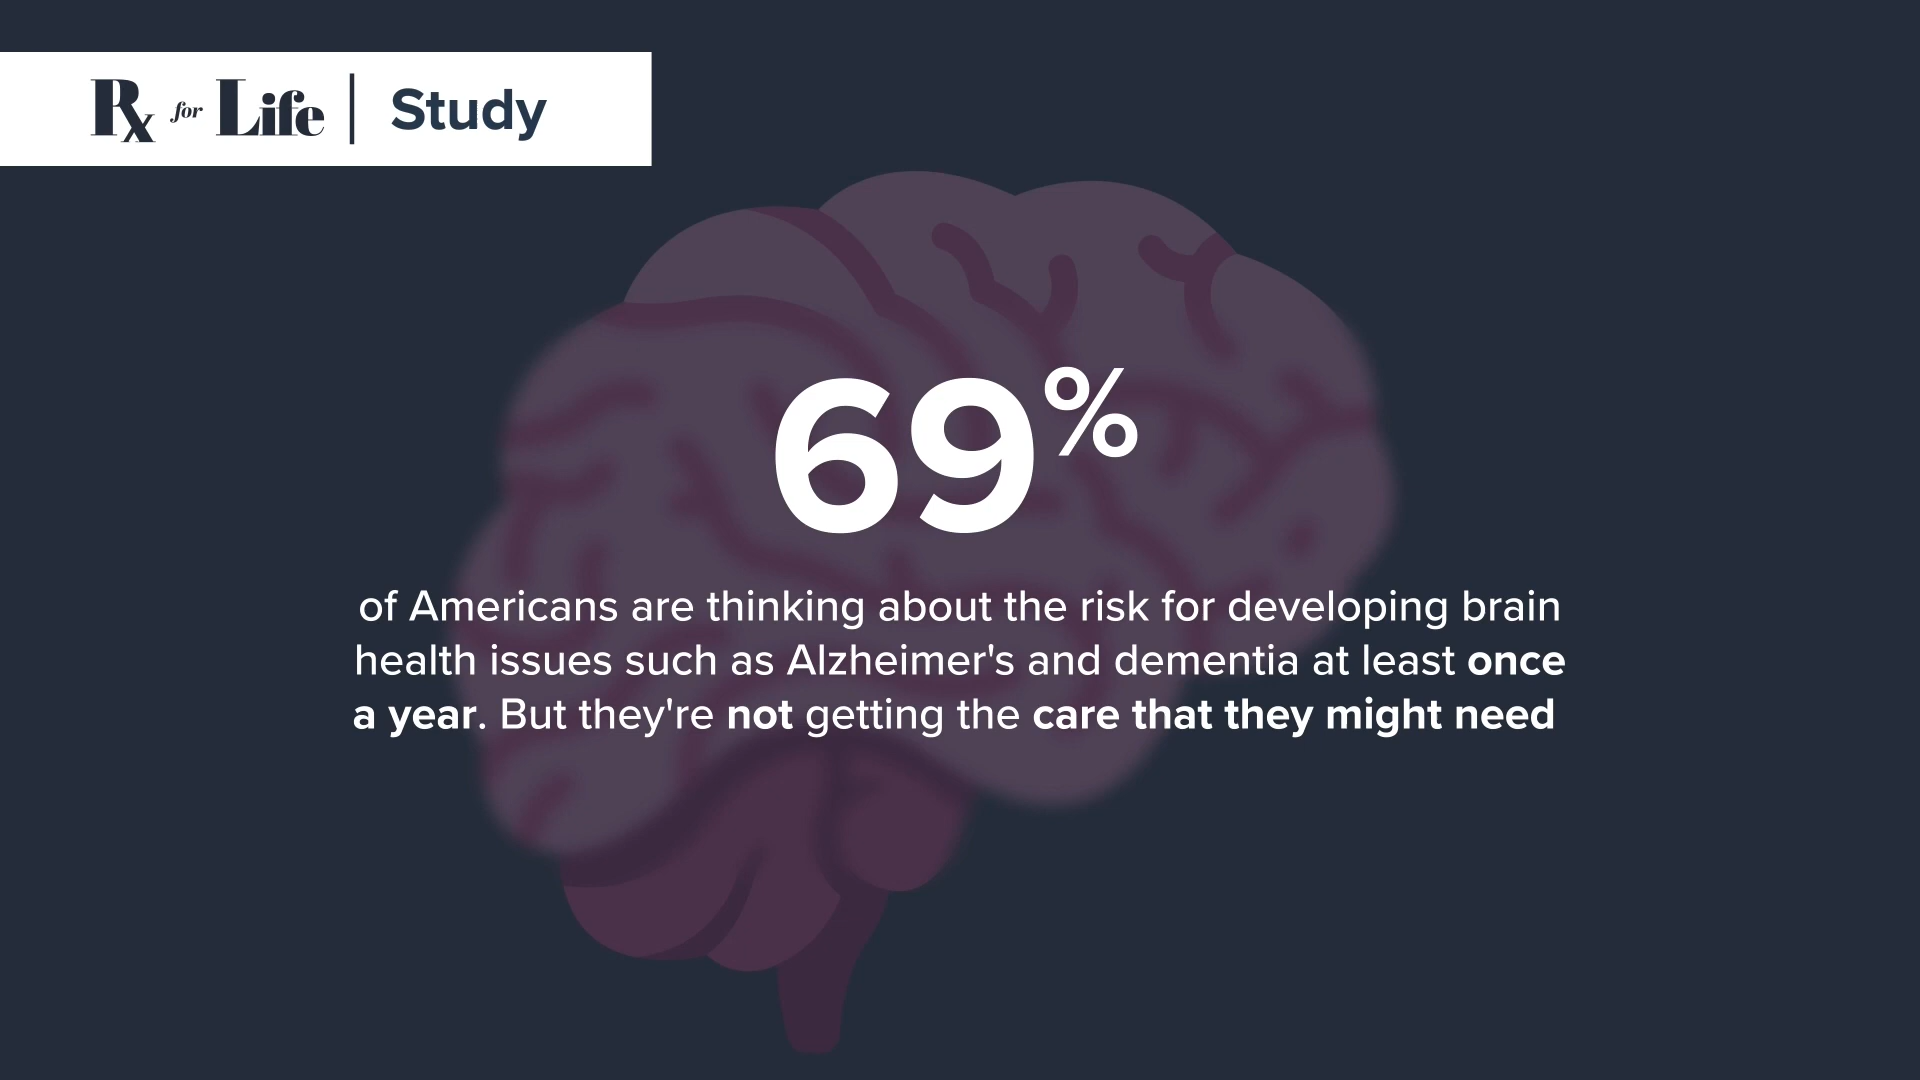 Rx for Life | Study
69%
of Americans are thinking about the risk for developing brain
health issues such as Alzheimer's and dementia at least once
a year. But they're not getting the care that they might need